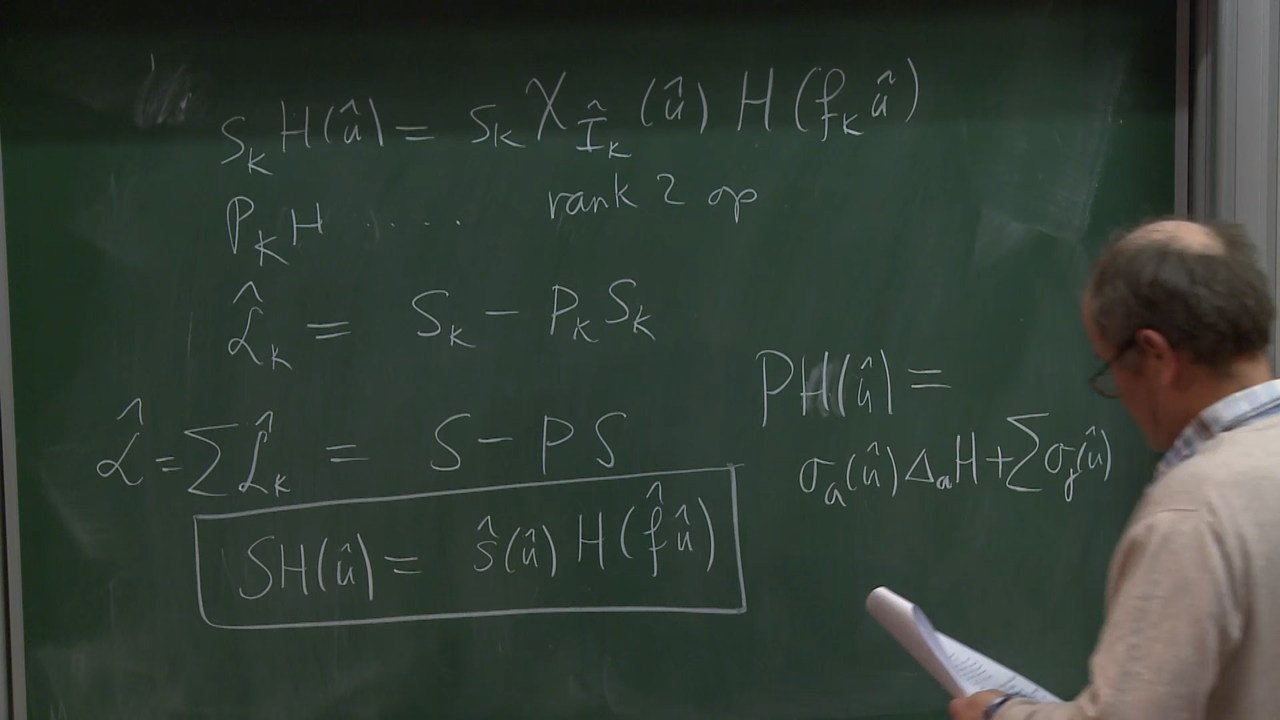 S_k H(û) = s_k χ_{Î_k}(û) H(f_k û)
P_k H ..... rank 2 op
ℒ̂_k = S_k - P_k S_k
ℒ̂ = ∑ ℒ̂_k = S - PS
SH(û) = ŝ(û) H(f̂ û)
PH(û) =
σ_a(û) Δ_a H + ∑ σ_j(û)